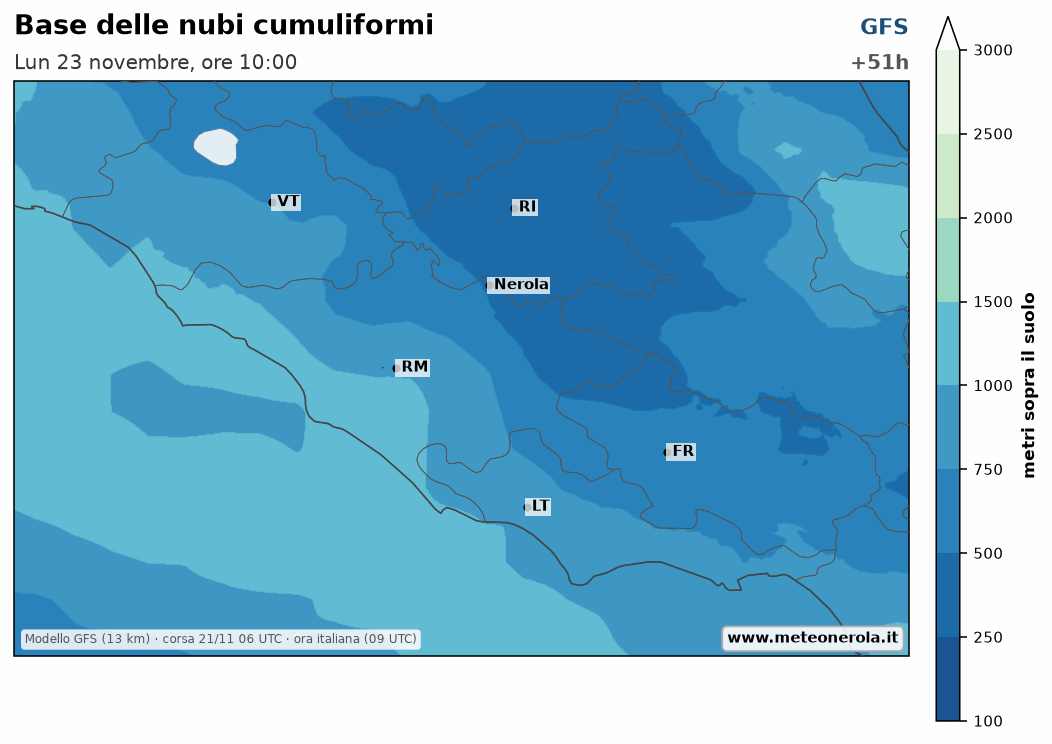 Base delle nubi cumuliformi
GFS
Lun 23 novembre, ore 10:00
+51h
3000
2500
2000
1500
1000
750
500
250
100
metri sopra il suolo
VT
RI
Nerola
RM
FR
LT
Modello GFS (13 km) · corsa 21/11 06 UTC · ora italiana (09 UTC)
www.meteonerola.it